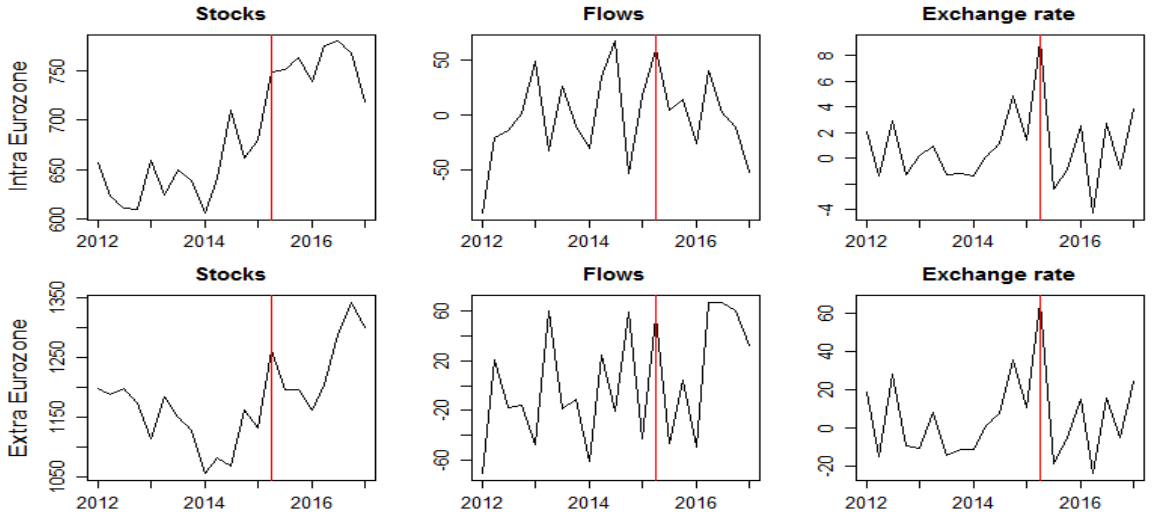 Stocks Flows Exchange rate
Intra Eurozone
600 650 700 750
-50 0 50
-4 0 2 4 6 8
2012 2014 2016 2012 2014 2016 2012 2014 2016
Stocks Flows Exchange rate
Extra Eurozone
1050 1150 1250 1350
-60 -20 20 60
-20 0 20 40 60
2012 2014 2016 2012 2014 2016 2012 2014 2016